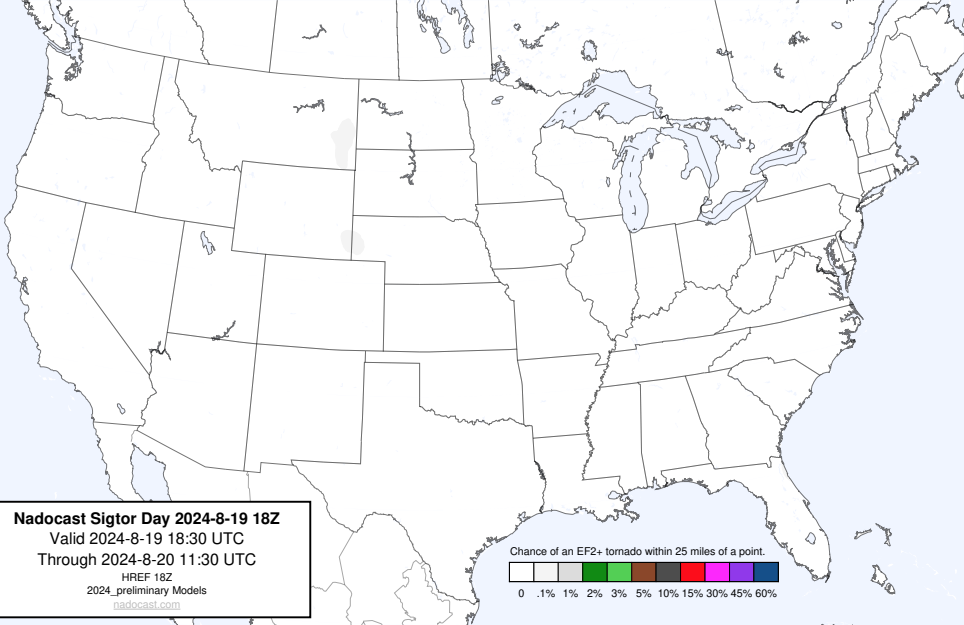 Nadocast Sigtor Day 2024-8-19 18Z
Valid 2024-8-19 18:30 UTC
Through 2024-8-20 11:30 UTC
HREF 18Z
2024_preliminary Models
nadocast.com
Chance of an EF2+ tornado within 25 miles of a point.
0 .1% 1% 2% 3% 5% 10% 15% 30% 45% 60%